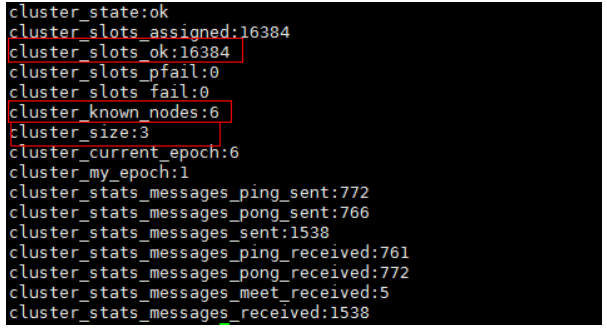 cluster_state:ok
cluster_slots_assigned:16384
cluster_slots_ok:16384
cluster_slots_pfail:0
cluster_slots_fail:0
cluster_known_nodes:6
cluster_size:3
cluster_current_epoch:6
cluster_my_epoch:1
cluster_stats_messages_ping_sent:772
cluster_stats_messages_pong_sent:766
cluster_stats_messages_sent:1538
cluster_stats_messages_ping_received:761
cluster_stats_messages_pong_received:772
cluster_stats_messages_meet_received:5
cluster_stats_messages_received:1538